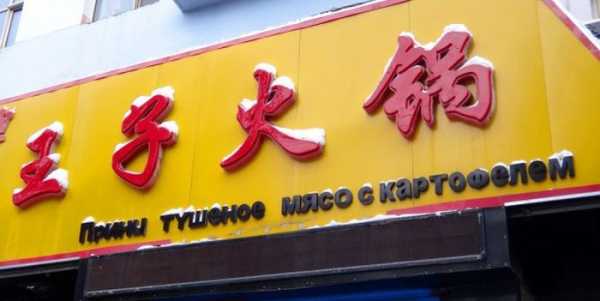 王子火锅
Принц тушеное мясо с картофелем